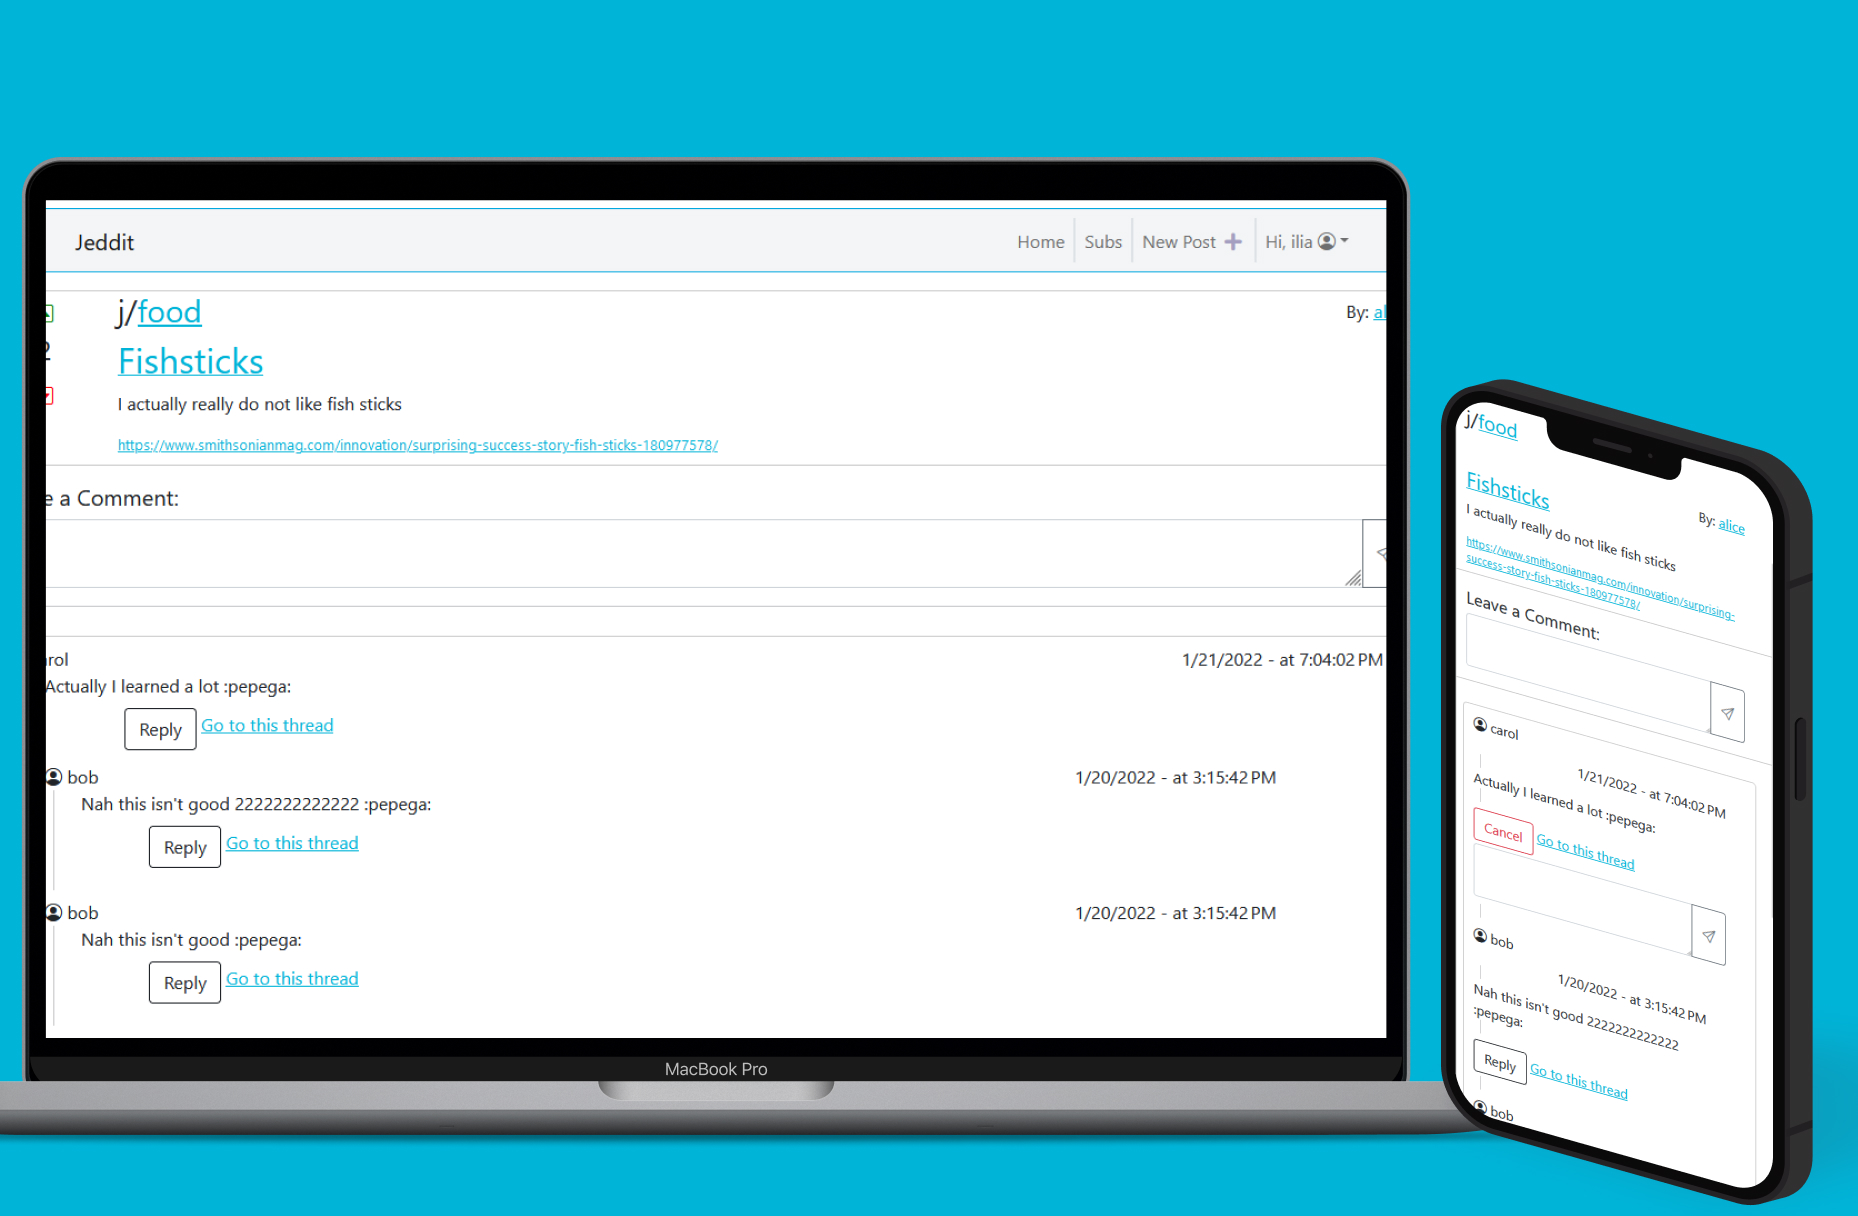 Jeddit
Home Subs New Post Hi, ilia
j/food
By: al
Fishsticks
I actually really do not like fish sticks
https://www.smithsonianmag.com/innovation/surprising-success-story-fish-sticks-180977578/
e a Comment:
rol 1/21/2022 - at 7:04:02 PM
Actually I learned a lot :pepega:
Reply Go to this thread
bob 1/20/2022 - at 3:15:42 PM
Nah this isn't good 2222222222222 :pepega:
Reply Go to this thread
bob 1/20/2022 - at 3:15:42 PM
Nah this isn't good :pepega:
Reply Go to this thread
MacBook Pro
j/food
Fishsticks
By: alice
I actually really do not like fish sticks
https://www.smithsonianmag.com/innovation/surprising-
success-story-fish-sticks-180977578/
Leave a Comment:
carol
1/21/2022 - at 7:04:02 PM
Actually I learned a lot :pepega:
Cancel Go to this thread
bob
1/20/2022 - at 3:15:42 PM
Nah this isn't good 2222222222222
:pepega:
Reply Go to this thread
bob